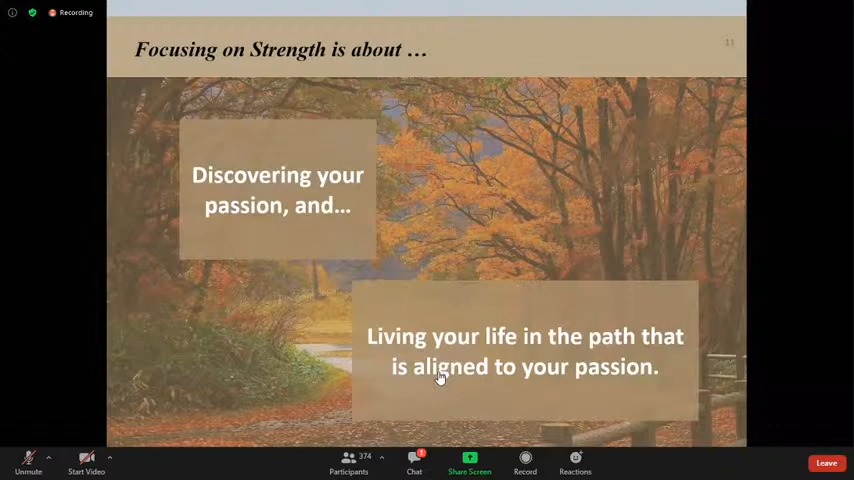 Recording
Focusing on Strength is about …
11
Discovering your
passion, and…
Living your life in the path that
is aligned to your passion.
Unmute
Start Video
374
Participants
1
Chat
Share Screen
Record
Reactions
Leave